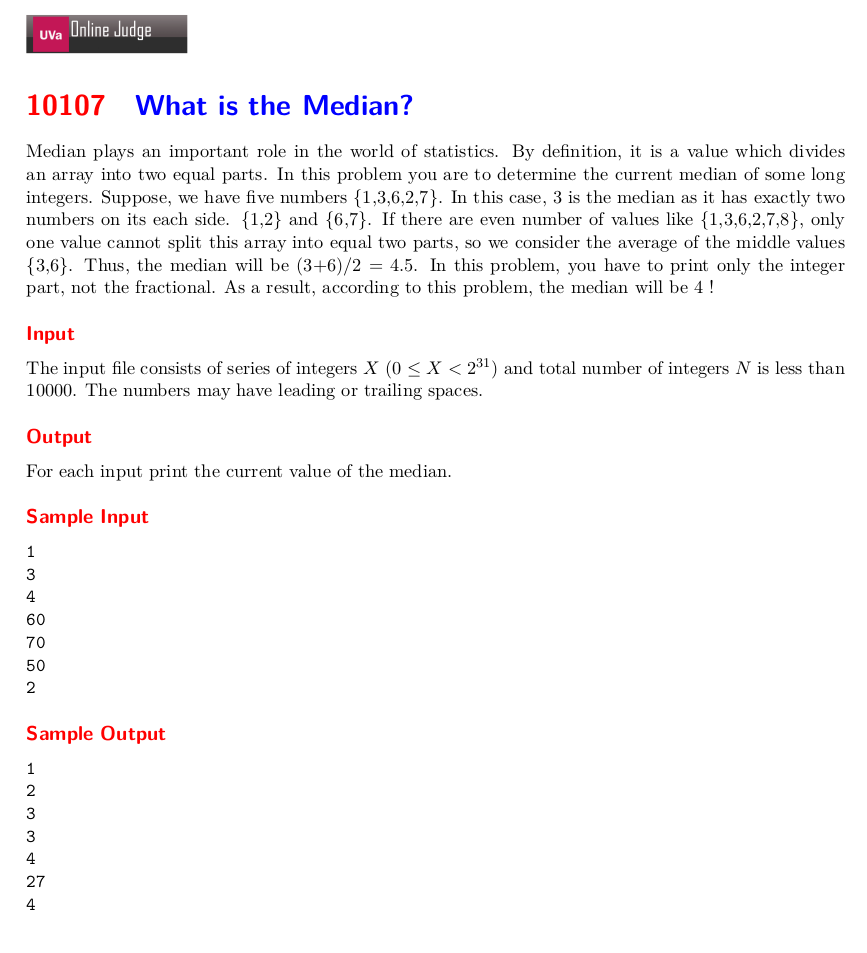 UVa Online Judge
10107 What is the Median?
Median plays an important role in the world of statistics. By definition, it is a value which divides
an array into two equal parts. In this problem you are to determine the current median of some long
integers. Suppose, we have five numbers {1,3,6,2,7}. In this case, 3 is the median as it has exactly two
numbers on its each side. {1,2} and {6,7}. If there are even number of values like {1,3,6,2,7,8}, only
one value cannot split this array into equal two parts, so we consider the average of the middle values
{3,6}. Thus, the median will be (3+6)/2 = 4.5. In this problem, you have to print only the integer
part, not the fractional. As a result, according to this problem, the median will be 4 !
Input
The input file consists of series of integers X (0 ≤ X < 2³¹) and total number of integers N is less than
10000. The numbers may have leading or trailing spaces.
Output
For each input print the current value of the median.
Sample Input
1
3
4
60
70
50
2
Sample Output
1
2
3
3
4
27
4